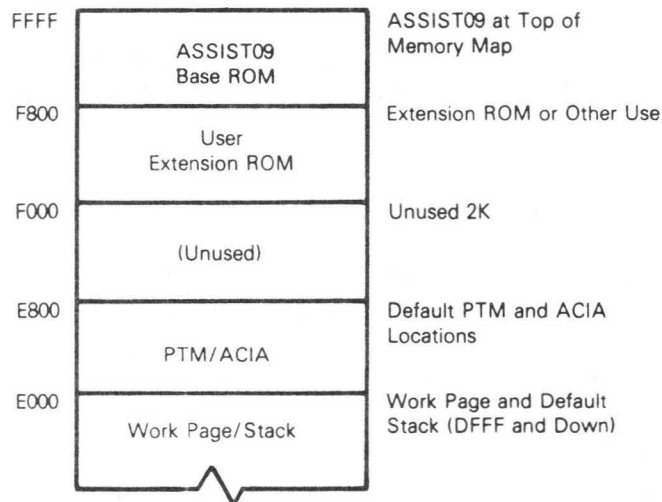 FFFF
ASSIST09
Base ROM
ASSIST09 at Top of
Memory Map
F800
User
Extension ROM
Extension ROM or Other Use
F000
(Unused)
Unused 2K
E800
PTM/ACIA
Default PTM and ACIA
Locations
E000
Work Page/Stack
Work Page and Default
Stack (DFFF and Down)